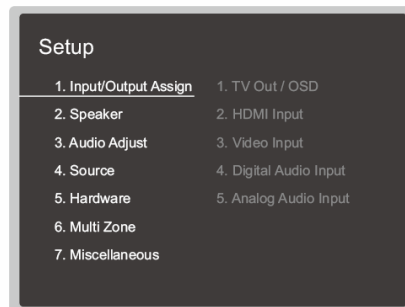 Setup
1. Input/Output Assign
2. Speaker
3. Audio Adjust
4. Source
5. Hardware
6. Multi Zone
7. Miscellaneous
1. TV Out / OSD
2. HDMI Input
3. Video Input
4. Digital Audio Input
5. Analog Audio Input